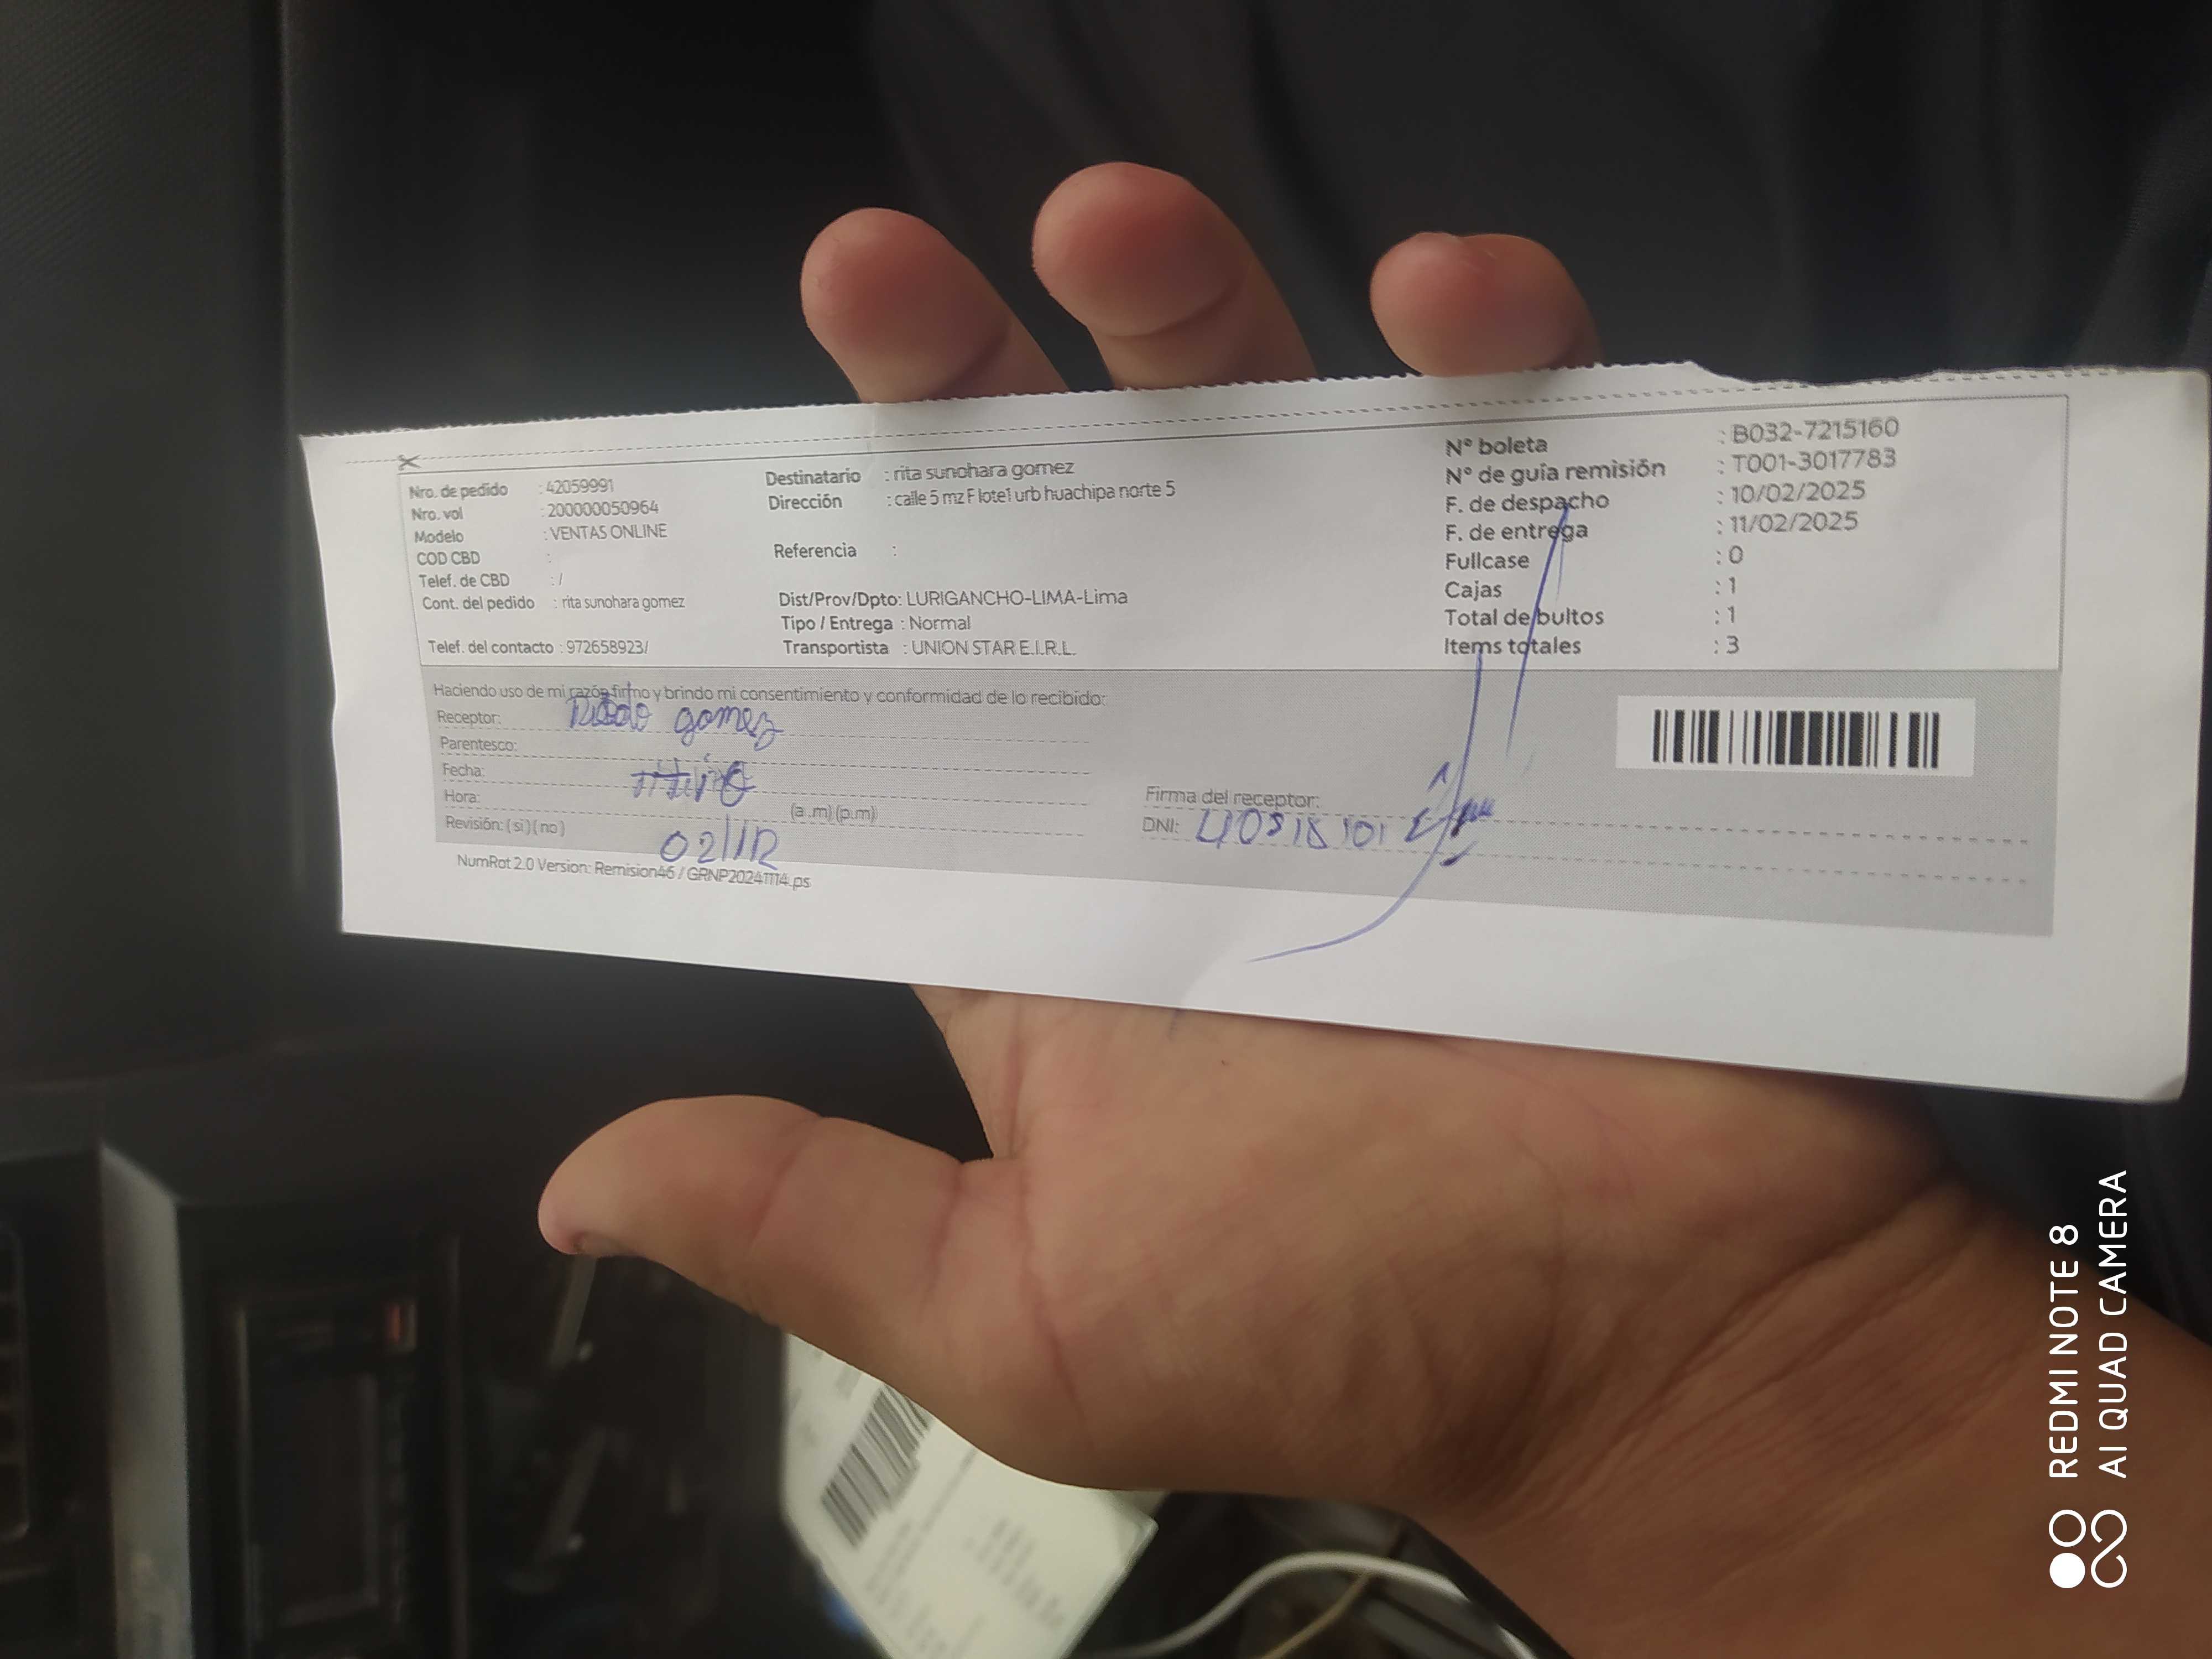 Nro. de pedido : 42059991
Nro. vol : 200000050964
Modelo : VENTAS ONLINE
COD CBD :
Telef. de CBD : /
Cont. del pedido : rita sunohara gomez
Telef. del contacto : 972658923/
Destinatario : rita sunohara gomez
Dirección : calle 5 mz F lote1 urb huachipa norte 5
Referencia :
Dist/Prov/Dpto: LURIGANCHO-LIMA-Lima
Tipo / Entrega : Normal
Transportista : UNION STAR E.I.R.L.
N° boleta : B032-7215160
N° de guía remisión : T001-3017783
F. de despacho : 10/02/2025
F. de entrega : 11/02/2025
Fullcase : 0
Cajas : 1
Total de bultos : 1
Items totales : 3
Haciendo uso de mi razón firmo y brindo mi consentimiento y conformidad de lo recibido:
Receptor: gomez
Parentesco:
Fecha:
Hora: (a.m) (p.m)
Revisión: ( si ) ( no )
Firma del receptor:
DNI:
NumRot 2.0 Version: Remision46 / GRNP20241114.ps
REDMI NOTE 8
AI QUAD CAMERA